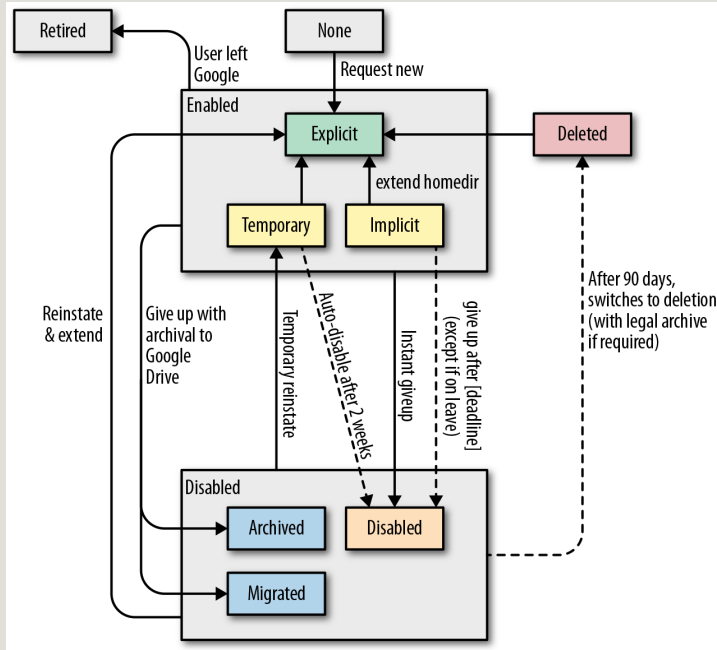 Retired
None
User left
Google
Request new
Enabled
Explicit
Deleted
extend homedir
Temporary
Implicit
Reinstate
& extend
Give up with
archival to
Google
Drive
Temporary reinstate
Auto-disable after 2 weeks
Instant giveup
give up after [deadline]
(except if on leave)
After 90 days,
switches to deletion
(with legal archive
if required)
Disabled
Archived
Disabled
Migrated